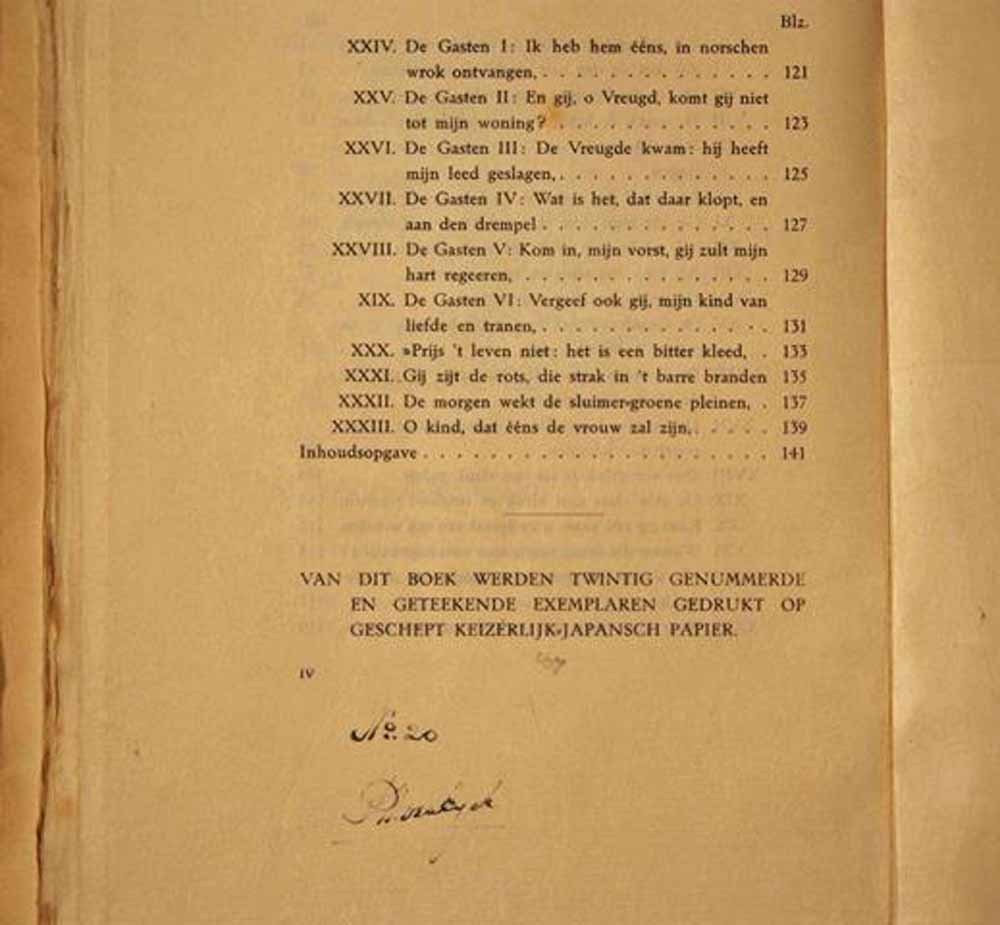 Blz.
XXIV. De Gasten I: Ik heb hem ééns, in norschen
wrok ontvangen, . . . . . . . . . . . . . . 121
XXV. De Gasten II: En gij, o Vreugd, komt gij niet
tot mijn woning? . . . . . . . . . . . . . 123
XXVI. De Gasten III: De Vreugde kwam: hij heeft
mijn leed geslagen, . . . . . . . . . . . . . 125
XXVII. De Gasten IV: Wat is het, dat daar klopt, en
aan den drempel . . . . . . . . . . . . . . 127
XXVIII. De Gasten V: Kom in, mijn vorst, gij zult mijn
hart regeeren, . . . . . . . . . . . . . . . 129
XIX. De Gasten VI: Vergeef ook gij, mijn kind van
liefde en tranen, . . . . . . . . . . . . . . 131
XXX. »Prijs 't leven niet: het is een bitter kleed, . 133
XXXI. Gij zijt de rots, die strak in 't barre branden 135
XXXII. De morgen wekt de sluimer-groene pleinen, . 137
XXXIII. O kind, dat ééns de vrouw zal zijn, . . . . . 139
Inhoudsopgave . . . . . . . . . . . . . . . . . . . . 141
VAN DIT BOEK WERDEN TWINTIG GENUMMERDE
EN GETEEKENDE EXEMPLAREN GEDRUKT OP
GESCHEPT KEIZERLIJK-JAPANSCH PAPIER.
IV
No. 20